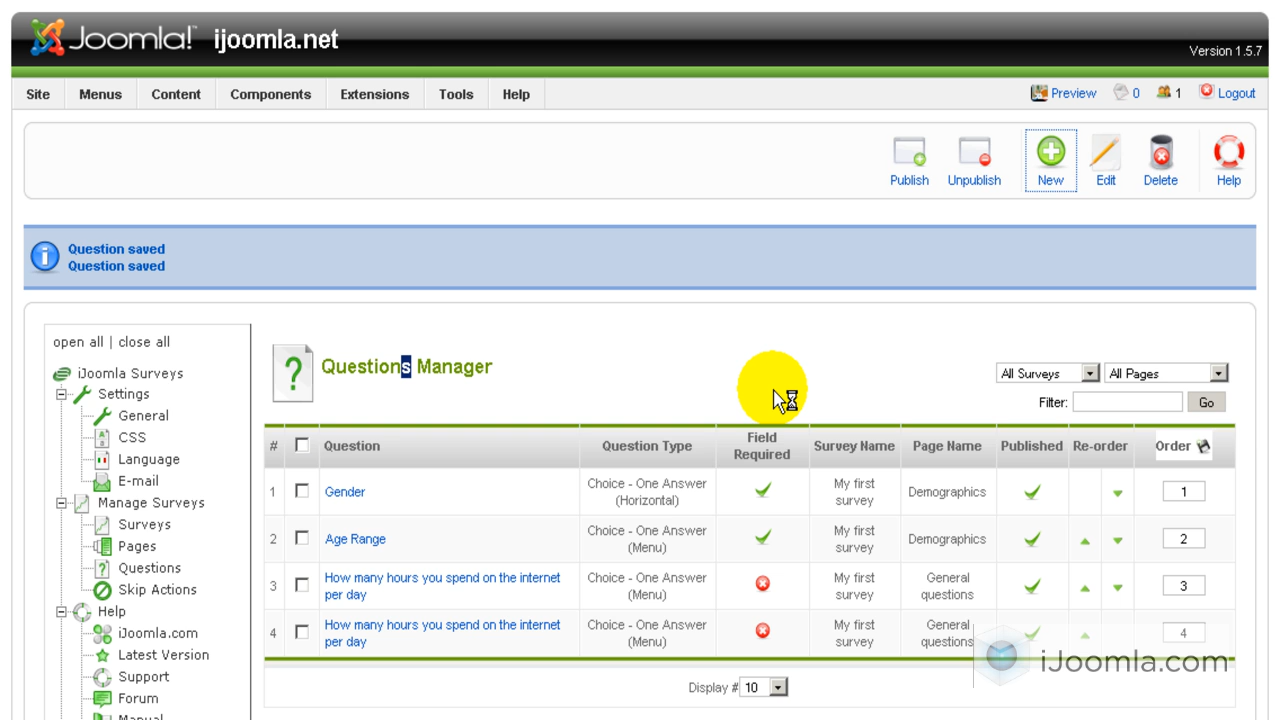 Joomla!® ijoomla.net
Version 1.5.7
Site Menus Content Components Extensions Tools Help Preview 0 1 Logout
Publish Unpublish New Edit Delete Help
Question saved
Question saved
open all | close all
iJoomla Surveys
Settings
General
CSS
Language
E-mail
Manage Surveys
Surveys
Pages
Questions
Skip Actions
Help
iJoomla.com
Latest Version
Support
Forum
Manual
Questions Manager
All Surveys All Pages
Filter: Go
# Question Question Type Field Required Survey Name Page Name Published Re-order Order
1 Gender Choice - One Answer (Horizontal) My first survey Demographics 1
2 Age Range Choice - One Answer (Menu) My first survey Demographics 2
3 How many hours you spend on the internet per day Choice - One Answer (Menu) My first survey General questions 3
4 How many hours you spend on the internet per day Choice - One Answer (Menu) My first survey General questions 4
Display # 10
iJoomla.com